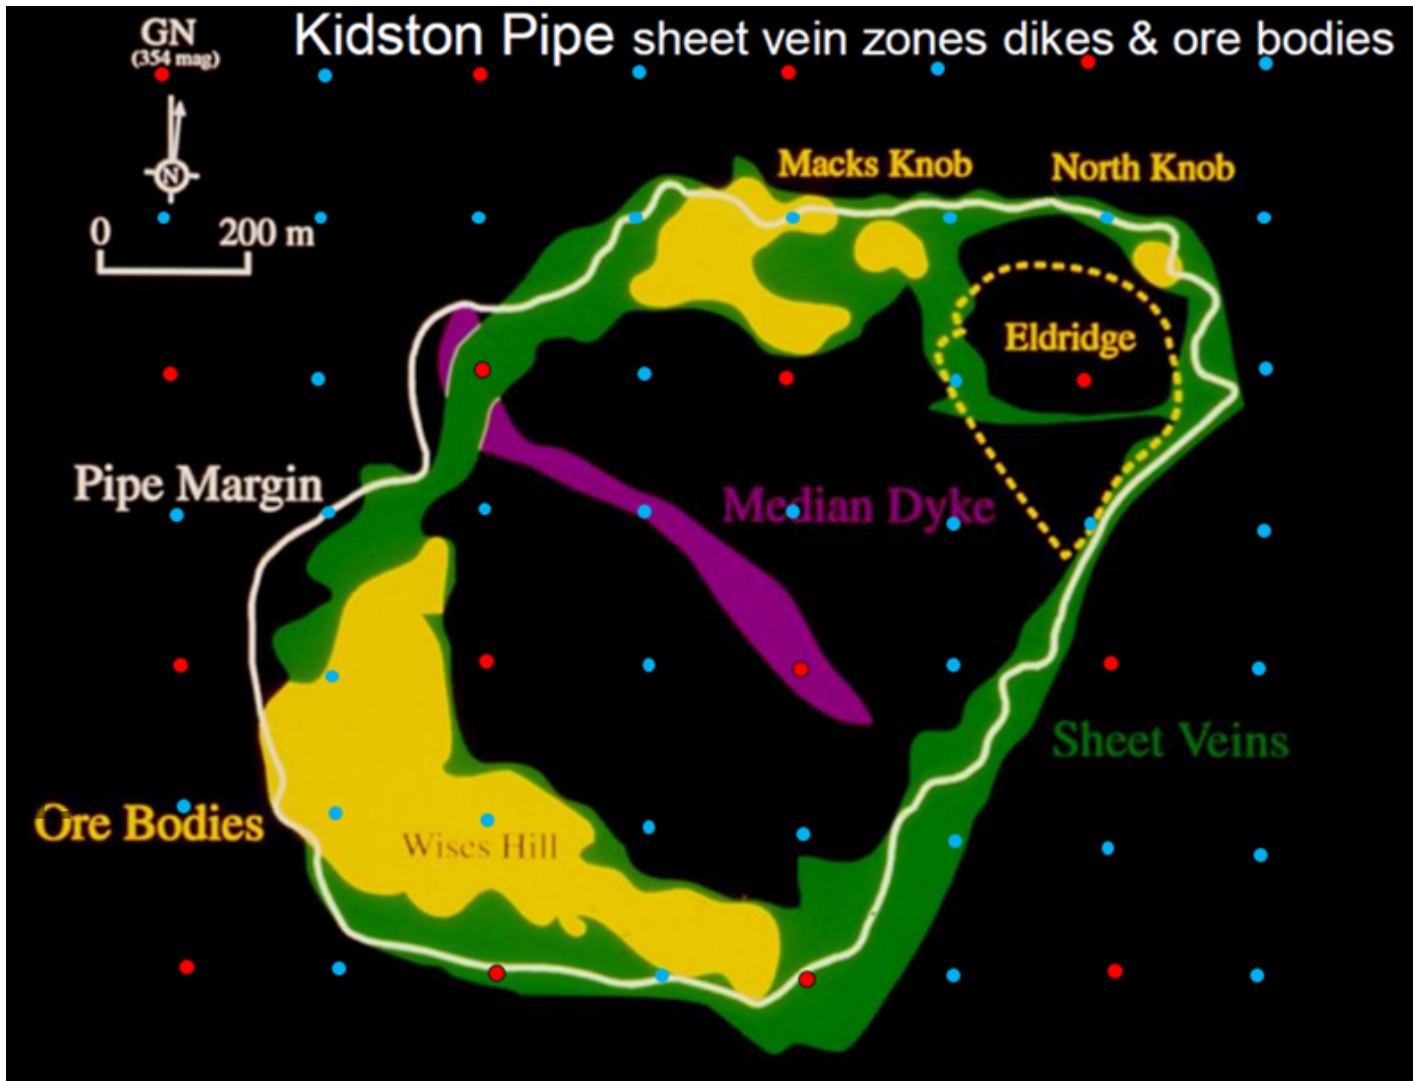 Kidston Pipe sheet vein zones dikes & ore bodies
GN
(354 mag)
N
0 200 m
Macks Knob
North Knob
Eldridge
Pipe Margin
Median Dyke
Sheet Veins
Ore Bodies
Wises Hill